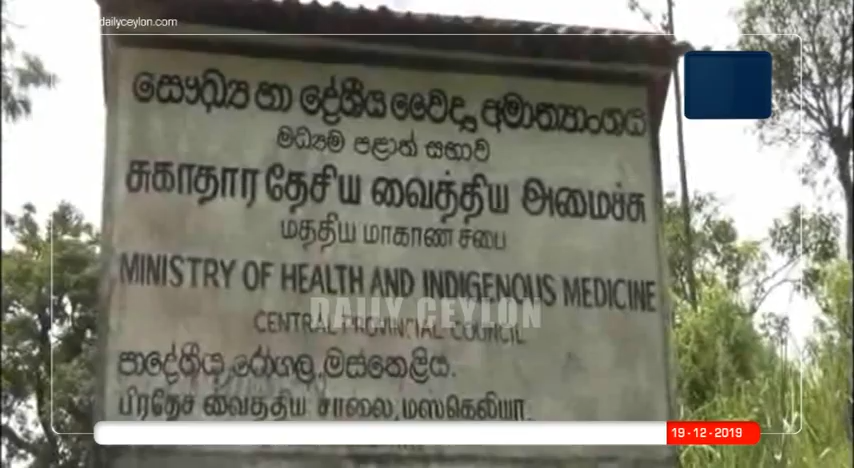 dailyceylon.com
සෞඛ්‍ය හා දේශීය වෛද්‍ය අමාත්‍යාංශය
මධ්‍යම පළාත් සභාව
சுகாதார தேசிய வைத்திய அமைச்சு
மத்திய மாகாண சபை
MINISTRY OF HEALTH AND INDIGENOUS MEDICINE
DAILY CEYLON
CENTRAL PROVINCIAL COUNCIL
ප්‍රාදේශීය රෝහල, මස්කෙළිය.
பிரதேச வைத்திய சாலை, மஸ்கெலியா.
19-12-2019